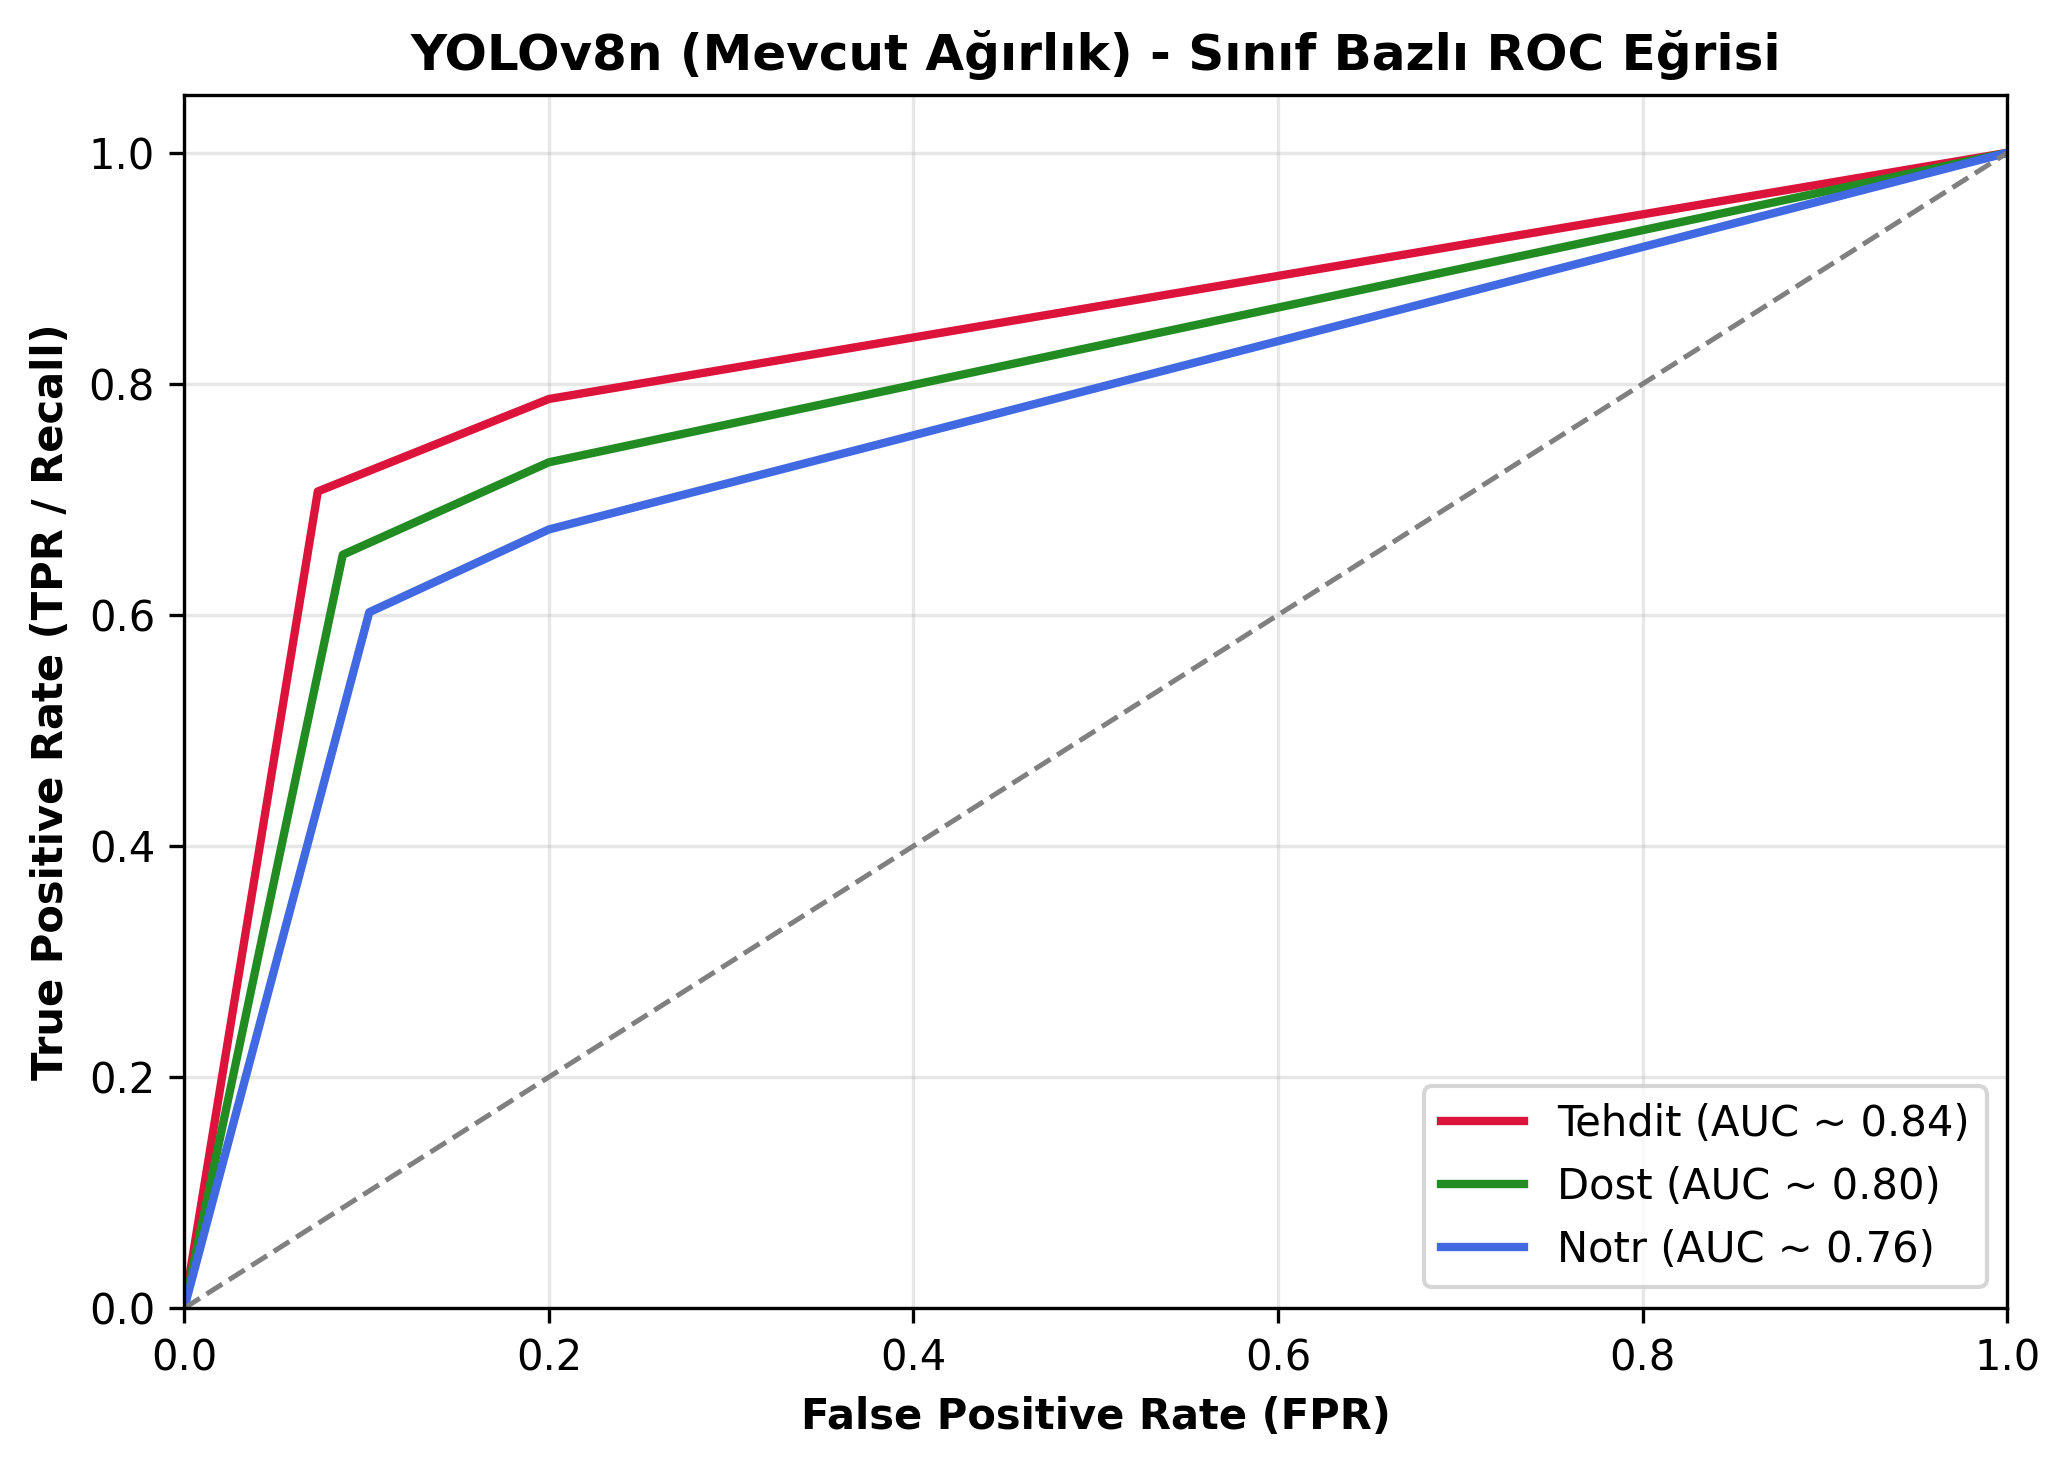 YOLOv8n (Mevcut Ağırlık) - Sınıf Bazlı ROC Eğrisi
True Positive Rate (TPR / Recall)
1.0
0.8
0.6
0.4
0.2
0.0
0.0 0.2 0.4 0.6 0.8 1.0
False Positive Rate (FPR)
Tehdit (AUC ~ 0.84)
Dost (AUC ~ 0.80)
Notr (AUC ~ 0.76)